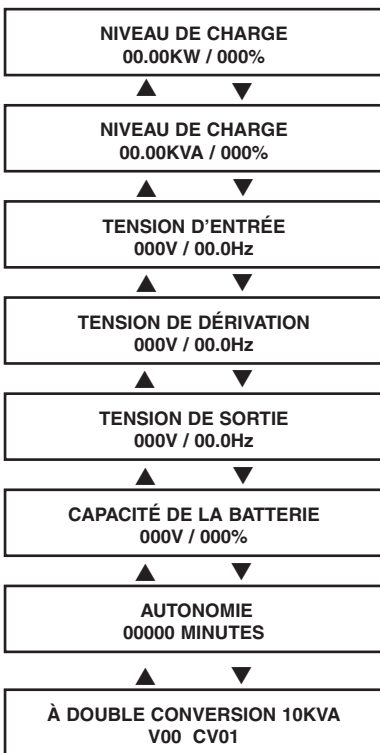 NIVEAU DE CHARGE
00.00KW / 000%
NIVEAU DE CHARGE
00.00KVA / 000%
TENSION D'ENTRÉE
000V / 00.0Hz
TENSION DE DÉRIVATION
000V / 00.0Hz
TENSION DE SORTIE
000V / 00.0Hz
CAPACITÉ DE LA BATTERIE
000V / 000%
AUTONOMIE
00000 MINUTES
À DOUBLE CONVERSION 10KVA
V00 CV01